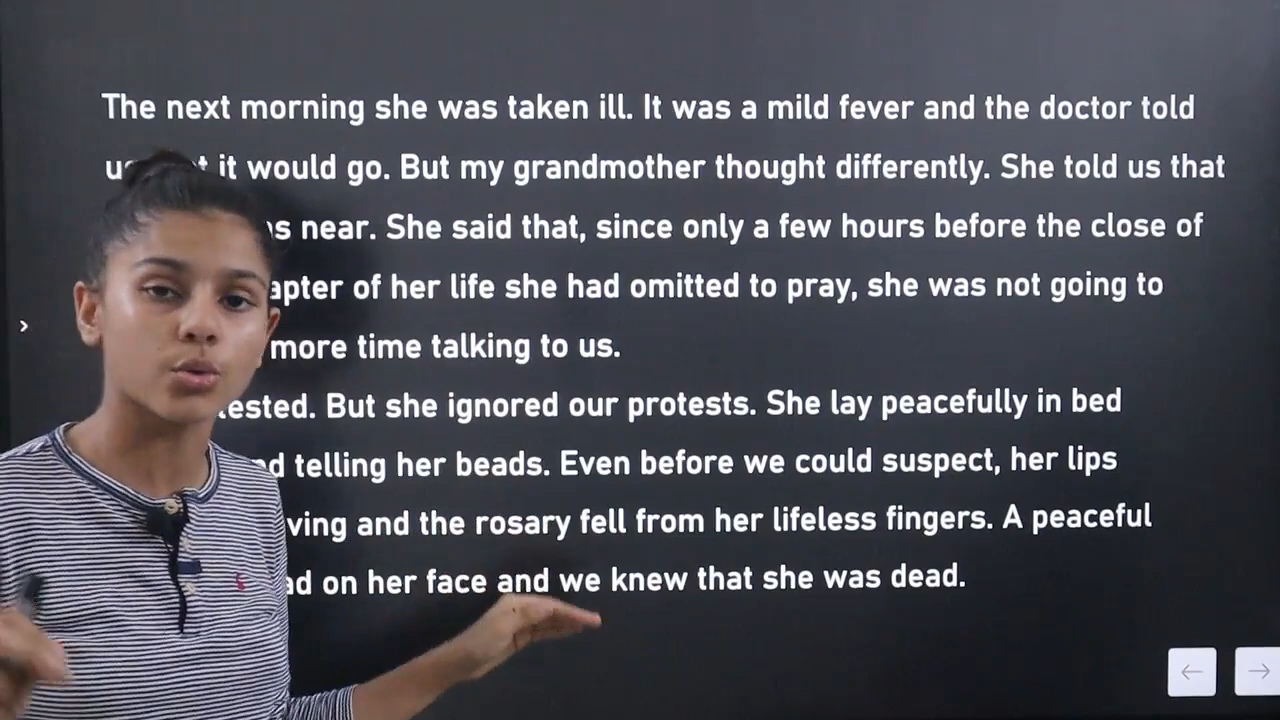 The next morning she was taken ill. It was a mild fever and the doctor told
it would go. But my grandmother thought differently. She told us that
near. She said that, since only a few hours before the close of
of her life she had omitted to pray, she was not going to
more time talking to us.
But she ignored our protests. She lay peacefully in bed
telling her beads. Even before we could suspect, her lips
and the rosary fell from her lifeless fingers. A peaceful
on her face and we knew that she was dead.